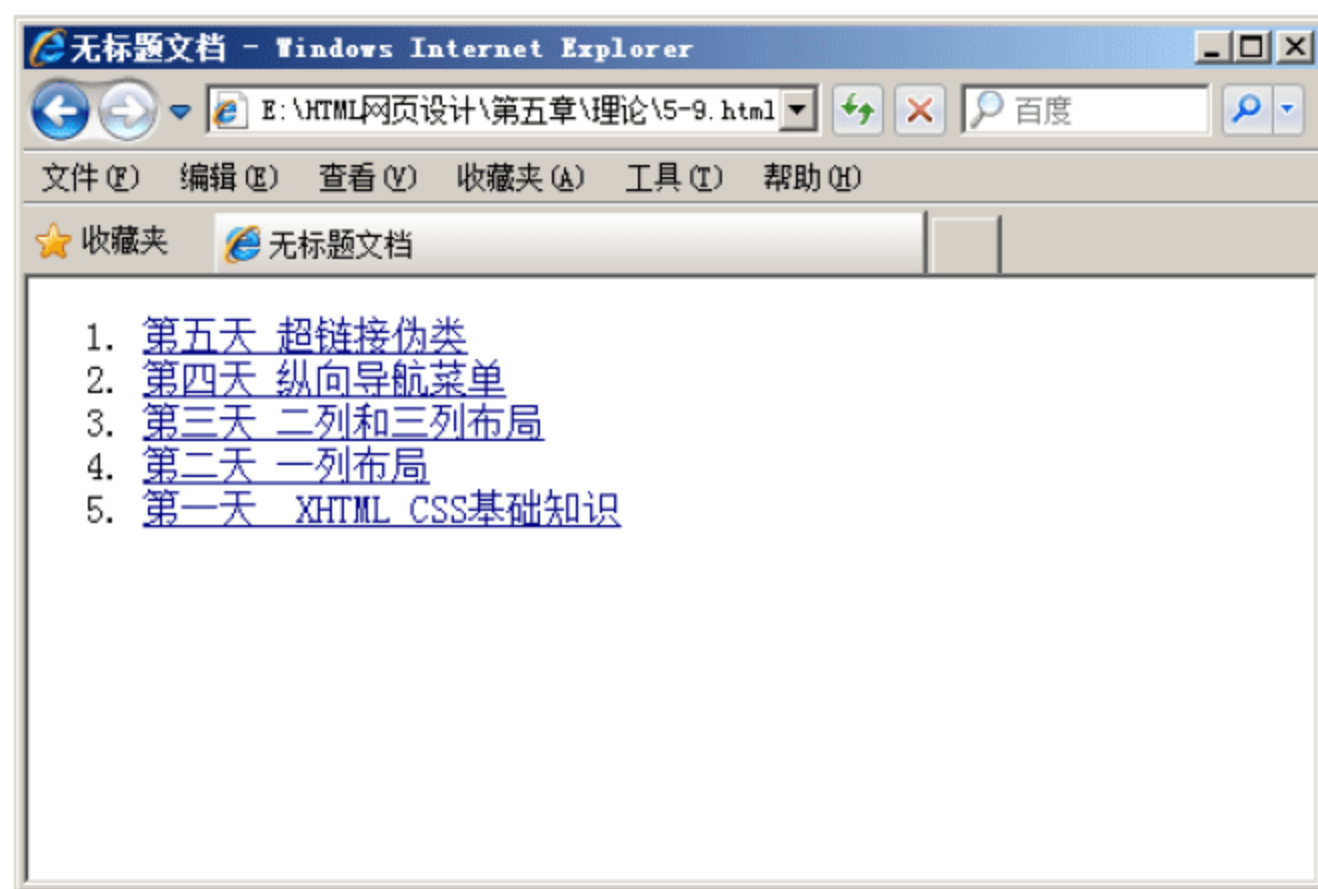 无标题文档 - Windows Internet Explorer
E:\HTML网页设计\第五章\理论\5-9.html 百度
文件(F) 编辑(E) 查看(V) 收藏夹(A) 工具(T) 帮助(H)
收藏夹 无标题文档
1. 第五天 超链接伪类
2. 第四天 纵向导航菜单
3. 第三天 二列和三列布局
4. 第二天 一列布局
5. 第一天 XHTML CSS基础知识